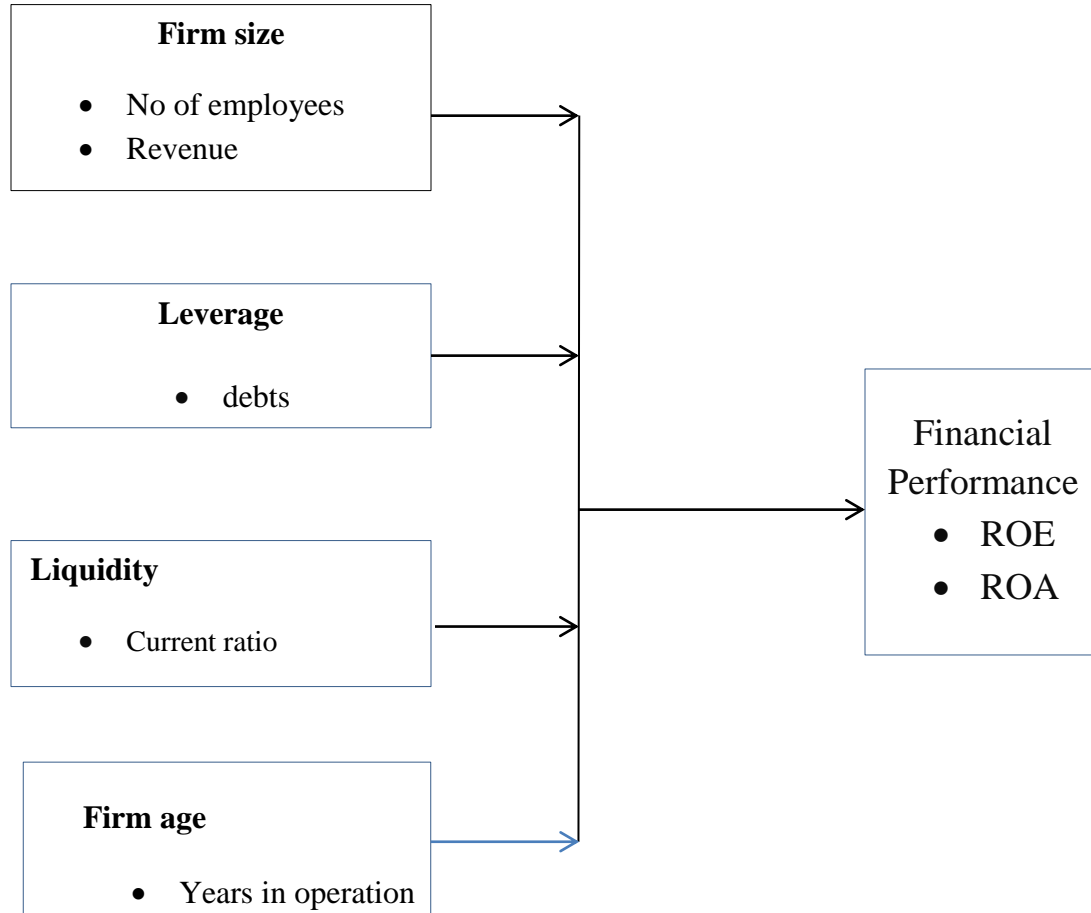 Firm size
• No of employees
• Revenue
Leverage
• debts
Liquidity
• Current ratio
Firm age
• Years in operation
Financial
Performance
• ROE
• ROA